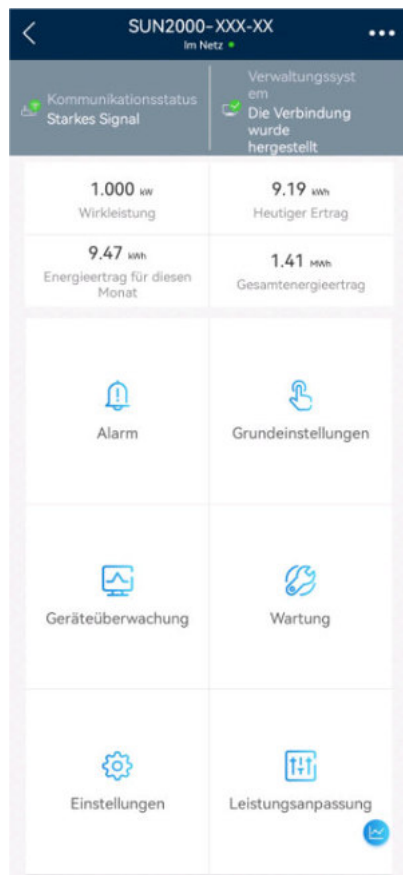 SUN2000-XXX-XX
Im Netz
Kommunikationsstatus
Starkes Signal
Verwaltungssyst
em
Die Verbindung
wurde
hergestellt
1.000 kW
Wirkleistung
9.19 kWh
Heutiger Ertrag
9.47 kWh
Energieertrag für diesen
Monat
1.41 MWh
Gesamtenergieertrag
Alarm
Grundeinstellungen
Geräteüberwachung
Wartung
Einstellungen
Leistungsanpassung